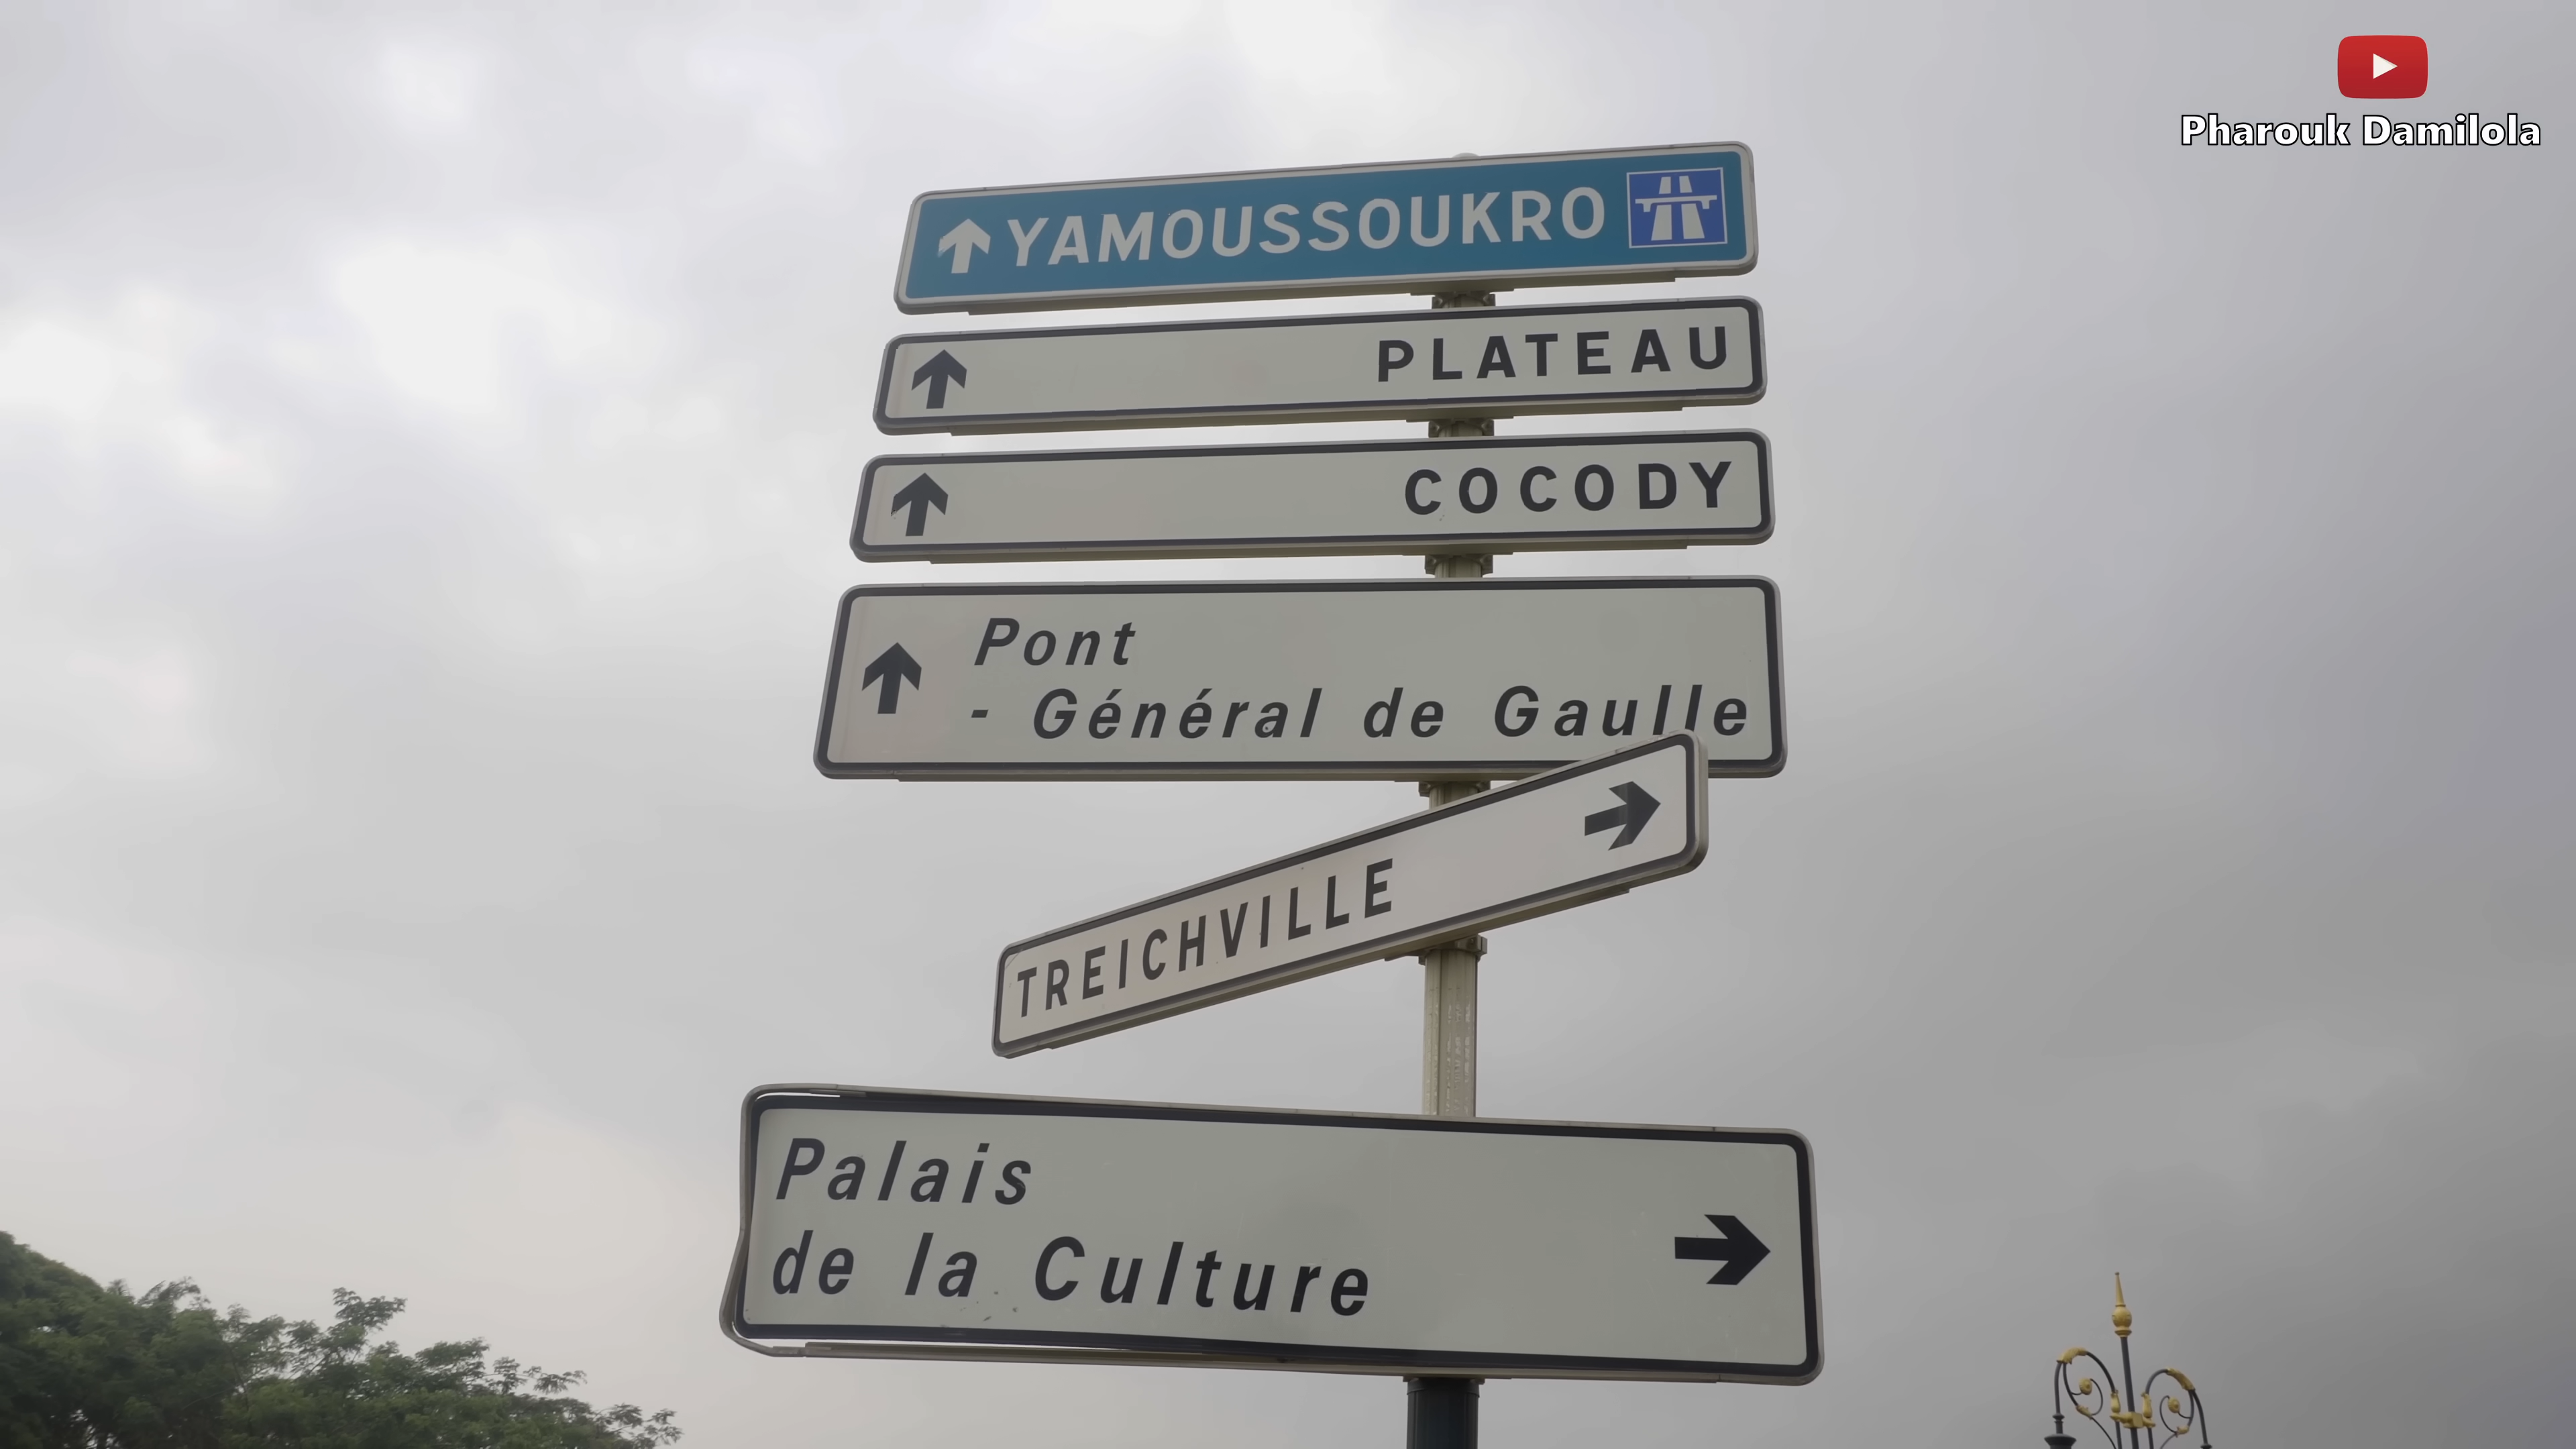 Pharouk Damilola
YAMOUSSOUKRO
PLATEAU
COCODY
Pont
- Général de Gaulle
TREICHVILLE
Palais
de la Culture